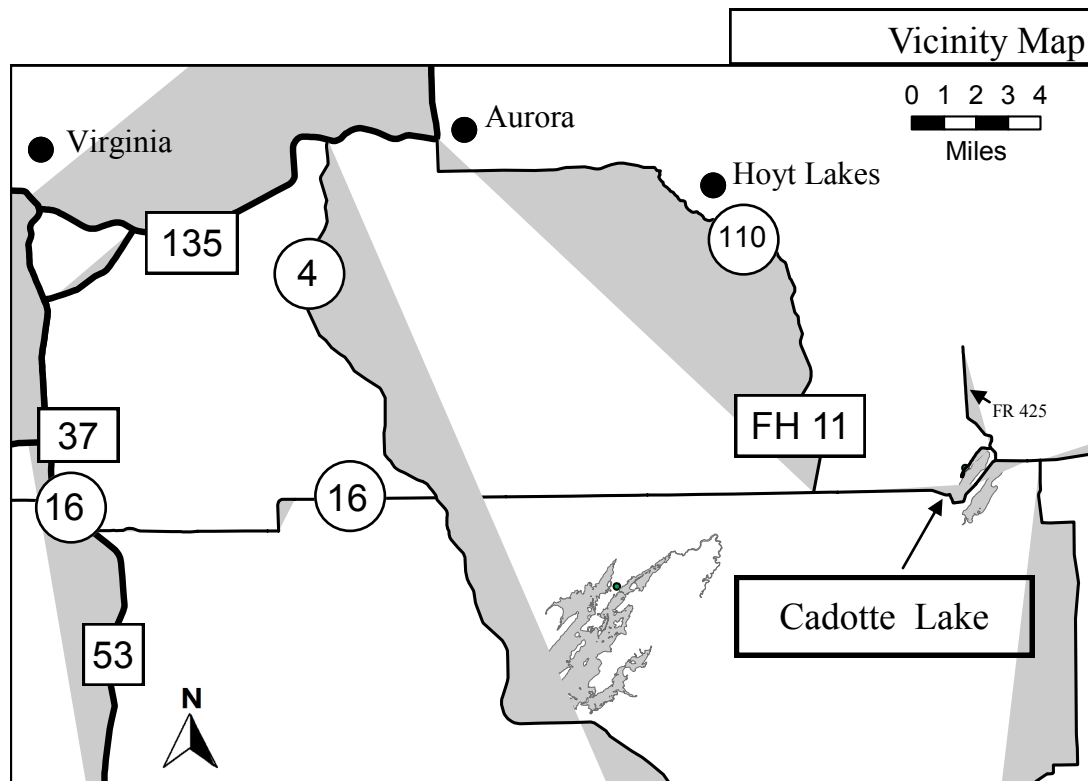 Vicinity Map
0 1 2 3 4
Miles
Virginia
Aurora
Hoyt Lakes
135
4
110
FR 425
37
FH 11
16
16
Cadotte Lake
53
N